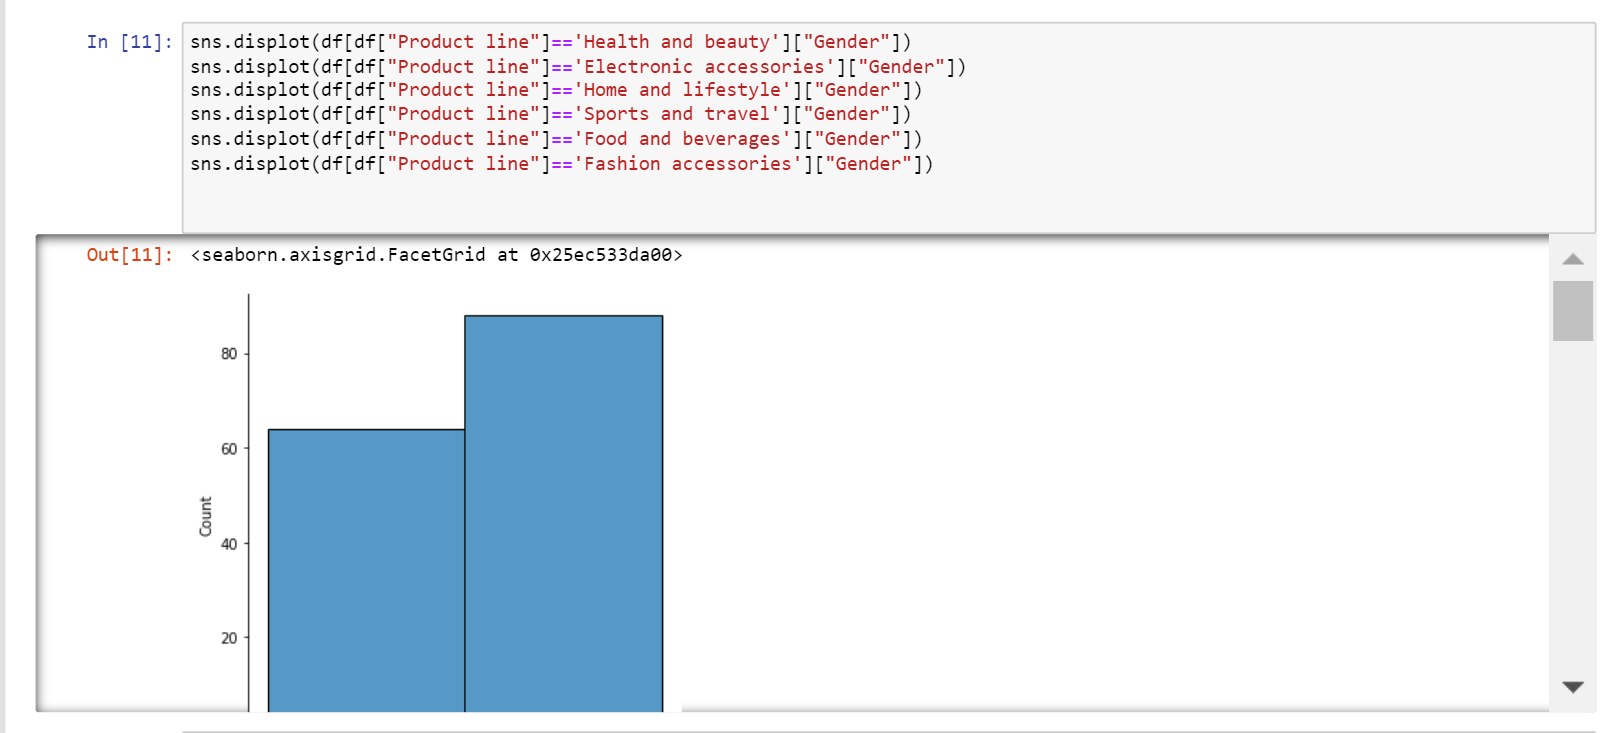 In [11]: sns.displot(df[df["Product line"]=='Health and beauty']["Gender"])
sns.displot(df[df["Product line"]=='Electronic accessories']["Gender"])
sns.displot(df[df["Product line"]=='Home and lifestyle']["Gender"])
sns.displot(df[df["Product line"]=='Sports and travel']["Gender"])
sns.displot(df[df["Product line"]=='Food and beverages']["Gender"])
sns.displot(df[df["Product line"]=='Fashion accessories']["Gender"])
Out[11]: <seaborn.axisgrid.FacetGrid at 0x25ec533da00>
80
60
Count
40
20